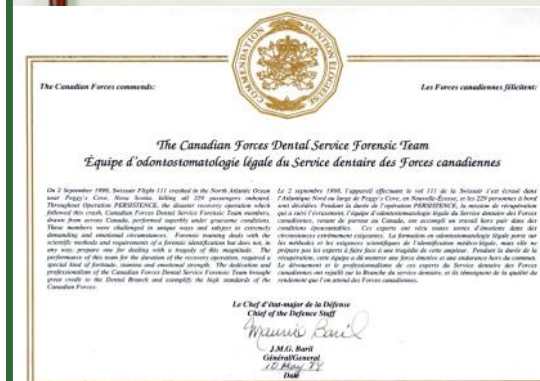 COMMENDATION
MENTION ÉLOGIEUSE
The Canadian Forces commends:
Les Forces canadiennes félicitent:
The Canadian Forces Dental Service Forensic Team
Équipe d'odontostomatologie légale du Service dentaire des Forces canadiennes
On 2 September 1998, Swissair Flight 111 crashed in the North Atlantic Ocean
near Peggy's Cove, Nova Scotia, killing all 229 passengers onboard.
Throughout Operation PERSISTENCE, the disaster recovery operation which
followed this crash, Canadian Forces Dental Service Forensic Team members,
drawn from across Canada, performed superbly under gruesome conditions.
These members were challenged in unique ways and subject to extremely
demanding and emotional circumstances. Forensic training deals with the
scientific methods and requirements of a forensic identification but does not, in
any way, prepare one for dealing with a tragedy of this magnitude. The
performance of this team for the duration of the recovery operation, required a
special kind of fortitude, stamina and emotional strength. The dedication and
professionalism of the Canadian Forces Dental Service Forensic Team brought
great credit to the Dental Branch and exemplify the high standards of the
Canadian Forces.
Le 2 septembre 1998, l'appareil effectuant le vol 111 de la Swissair s'est écrasé dans
l'Atlantique Nord au large de Peggy's Cove, en Nouvelle-Écosse, et les 229 personnes à bord
sont décédées. Pendant la durée de l'opération PERSISTENCE, la mission de récupération
qui a suivi l'écrasement, l'équipe d'odontostomatologie légale du Service dentaire des Forces
canadiennes, venant de partout au Canada, ont accompli un travail hors pair dans des
conditions épouvantables. Ces experts ont vécu toutes sortes d'émotions dans des
circonstances extrêmement exigeantes. La formation en odontostomatologie légale porte sur
les méthodes et les exigences scientifiques de l'identification médico-légale, mais elle ne
prépare pas les experts à faire face à une tragédie de cette ampleur. Pendant la durée de la
récupération, cette équipe a dû montrer une force émotive et une endurance hors du commun.
Le dévouement et le professionnalisme de ces experts du Service dentaire des Forces
canadiennes ont rejailli sur la Branche du service dentaire, et ils témoignent de la qualité du
rendement que l'on attend des Forces canadiennes.
Le Chef d'état-major de la Défense
Chief of the Defence Staff
Maurice Baril
J.M.G. Baril
Général/General
10 May 99
Date